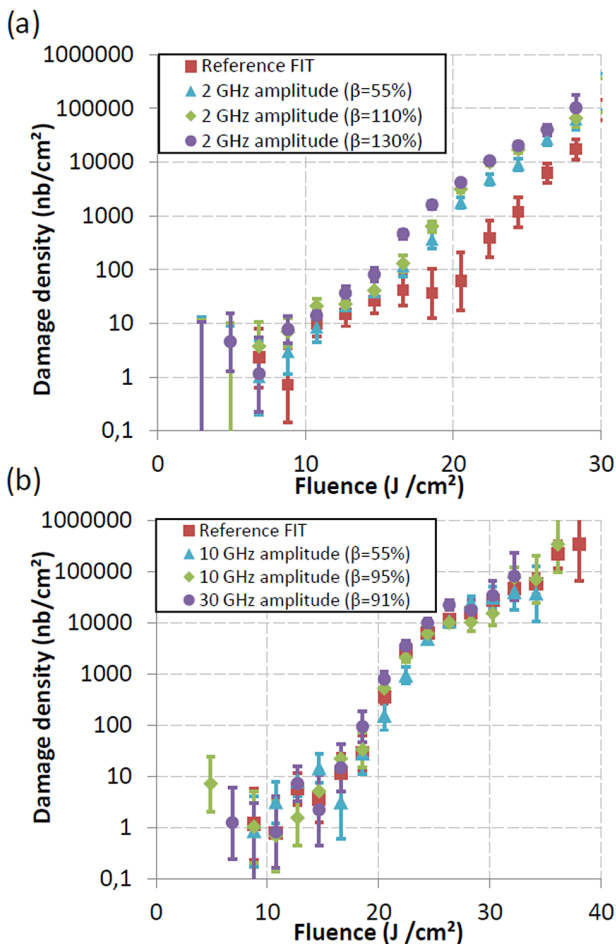 (a)
1000000
100000
10000
1000
100
10
1
0,1
Damage density (nb/cm²)
Reference FIT
2 GHz amplitude (β=55%)
2 GHz amplitude (β=110%)
2 GHz amplitude (β=130%)
0
10
20
30
Fluence (J /cm²)
(b)
1000000
100000
10000
1000
100
10
1
0,1
Damage density (nb/cm²)
Reference FIT
10 GHz amplitude (β=55%)
10 GHz amplitude (β=95%)
30 GHz amplitude (β=91%)
0
10
20
30
40
Fluence (J /cm²)